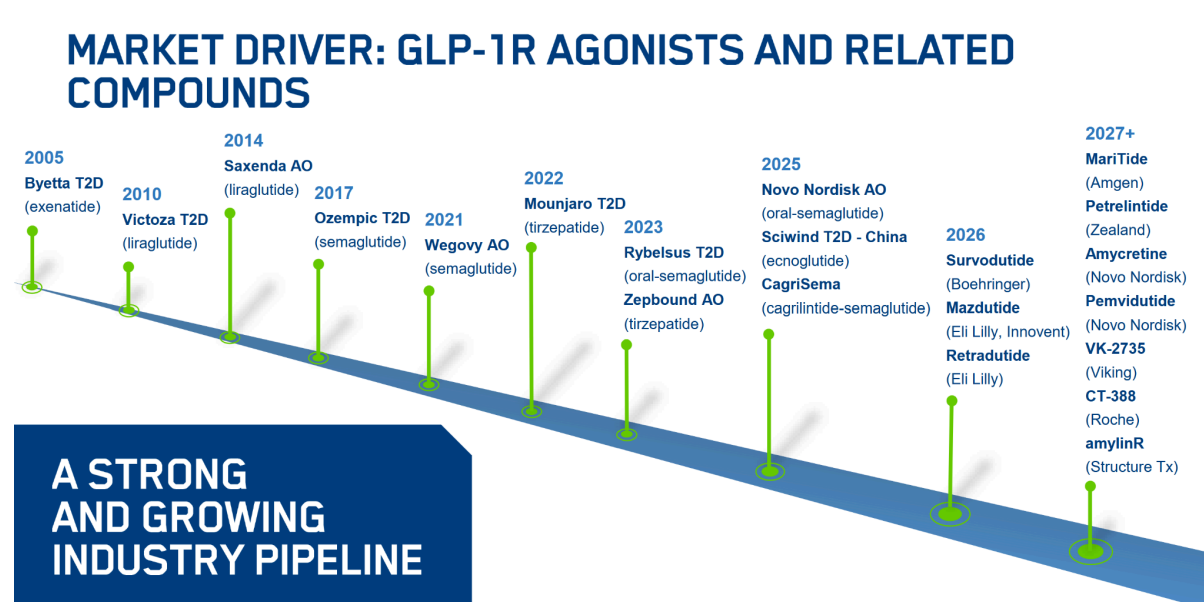 MARKET DRIVER: GLP-1R AGONISTS AND RELATED
COMPOUNDS
2005
Byetta T2D
(exenatide)
2010
Victoza T2D
(liraglutide)
2014
Saxenda AO
(liraglutide)
2017
Ozempic T2D
(semaglutide)
2021
Wegovy AO
(semaglutide)
2022
Mounjaro T2D
(tirzepatide)
2023
Rybelsus T2D
(oral-semaglutide)
Zepbound AO
(tirzepatide)
2025
Novo Nordisk AO
(oral-semaglutide)
Sciwind T2D - China
(ecnoglutide)
CagriSema
(cagrilintide-semaglutide)
2026
Survodutide
(Boehringer)
Mazdutide
(Eli Lilly, Innovent)
Retradutide
(Eli Lilly)
2027+
MariTide
(Amgen)
Petrelintide
(Zealand)
Amycretine
(Novo Nordisk)
Pemvidutide
(Novo Nordisk)
VK-2735
(Viking)
CT-388
(Roche)
amylinR
(Structure Tx)
A STRONG
AND GROWING
INDUSTRY PIPELINE